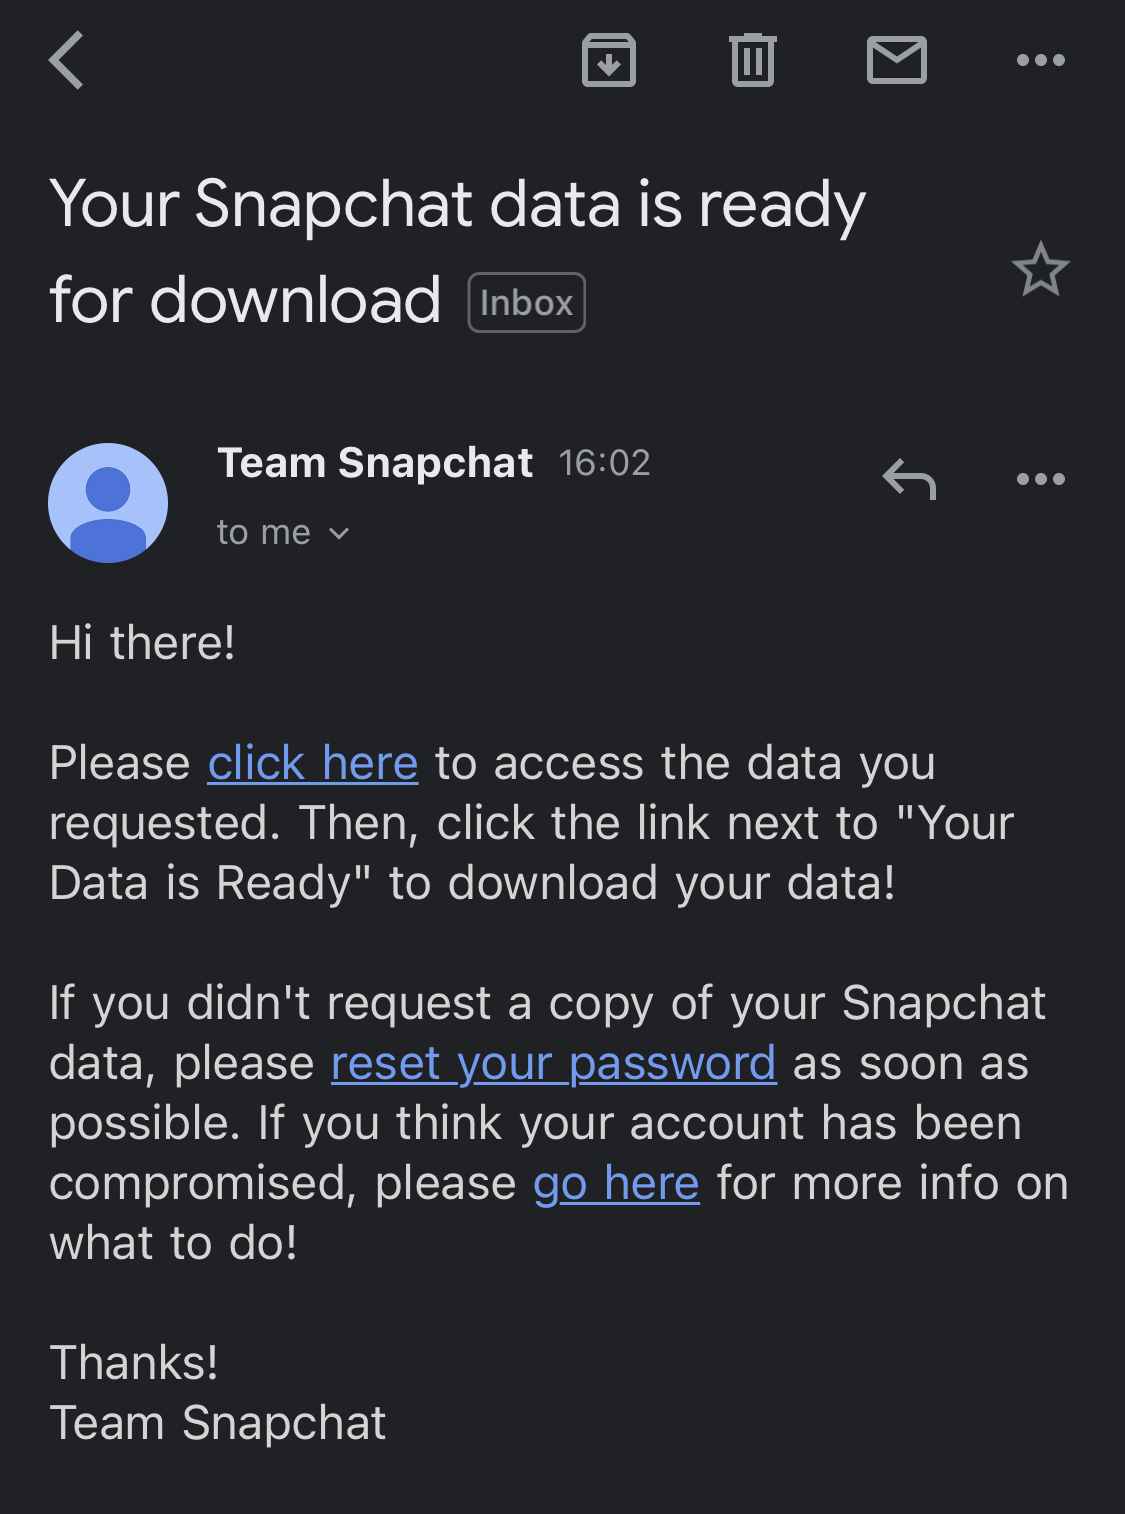 Your Snapchat data is ready
for download Inbox
Team Snapchat 16:02
to me
Hi there!
Please click here to access the data you
requested. Then, click the link next to "Your
Data is Ready" to download your data!
If you didn't request a copy of your Snapchat
data, please reset your password as soon as
possible. If you think your account has been
compromised, please go here for more info on
what to do!
Thanks!
Team Snapchat